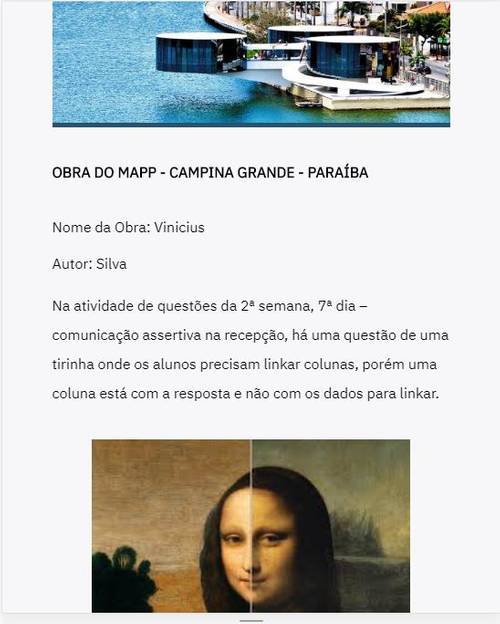 OBRA DO MAPP - CAMPINA GRANDE - PARAÍBA
Nome da Obra: Vinicius
Autor: Silva
Na atividade de questões da 2ª semana, 7ª dia –
comunicação assertiva na recepção, há uma questão de uma
tirinha onde os alunos precisam linkar colunas, porém uma
coluna está com a resposta e não com os dados para linkar.